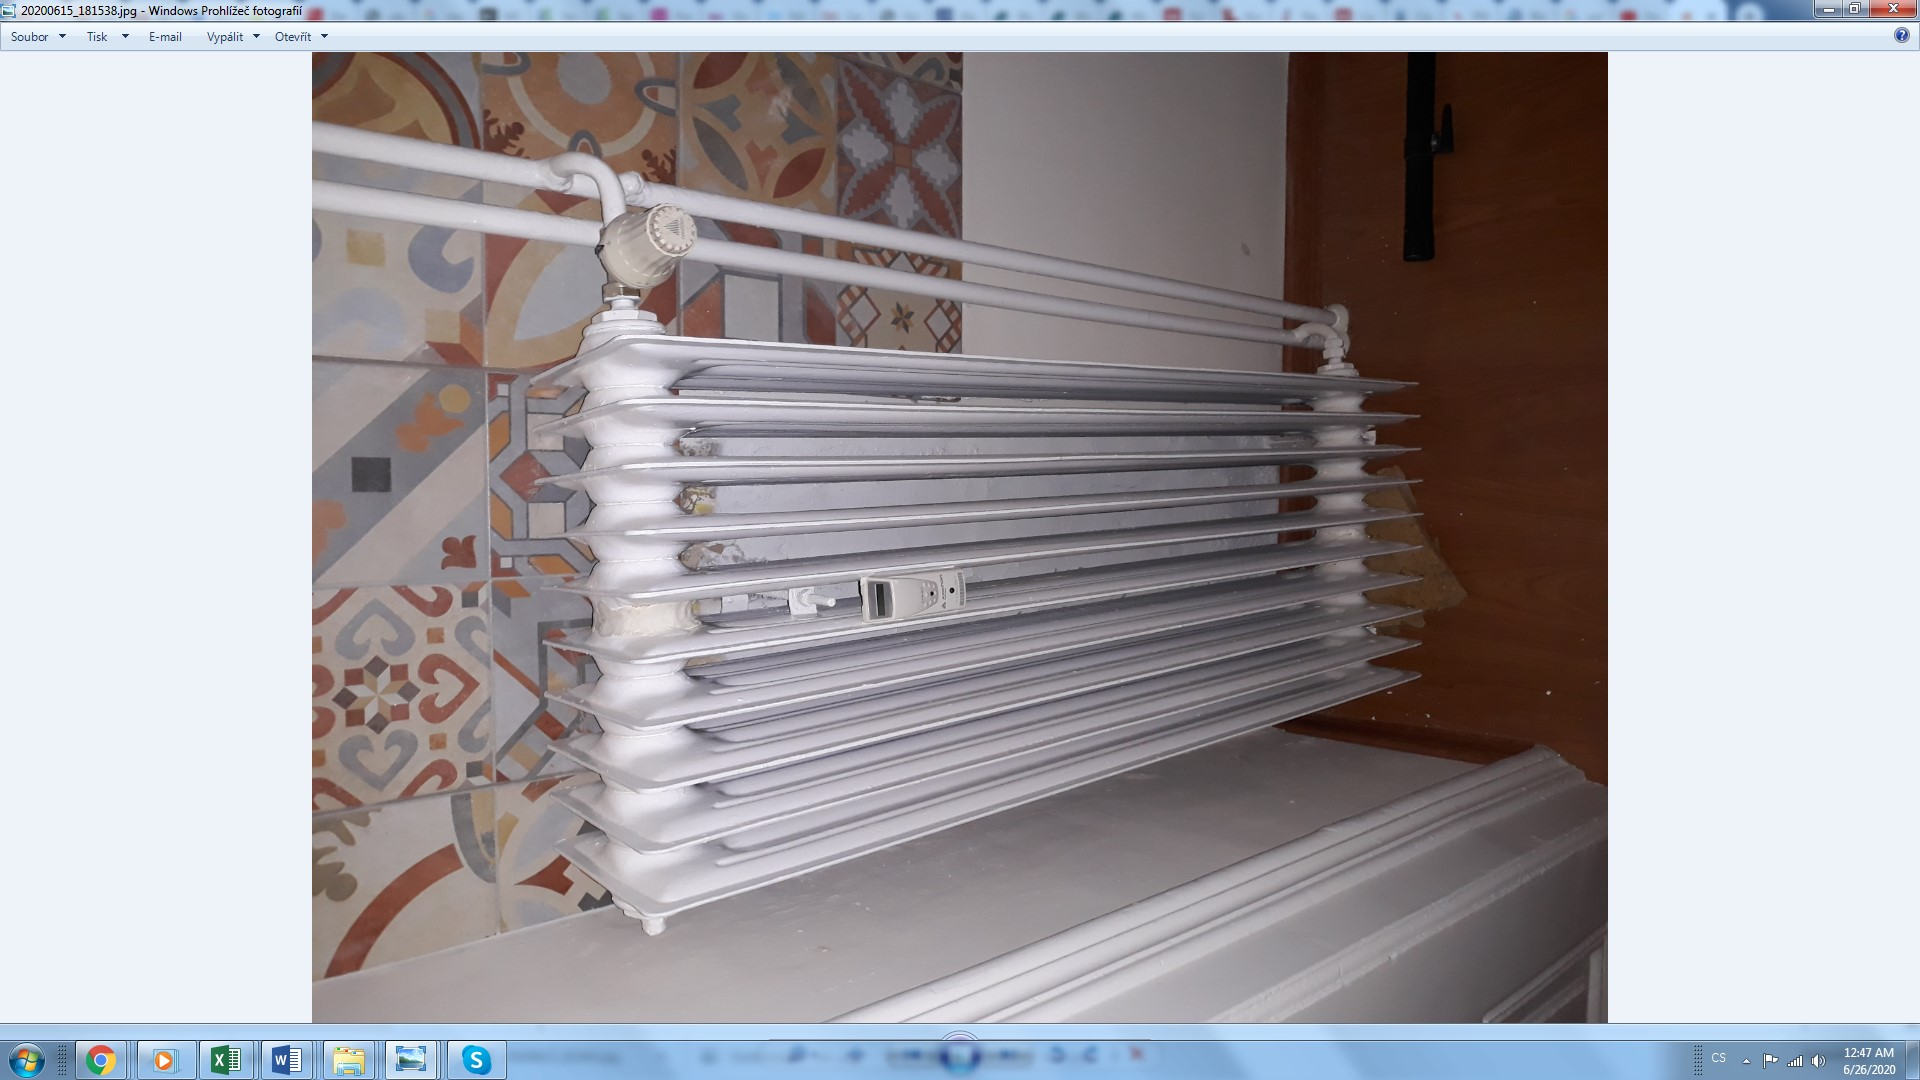 20200615_181538.jpg - Windows Prohlížeč fotografií
Soubor Tisk E-mail Vypálit Otevřít
CS
12:47 AM
6/26/2020